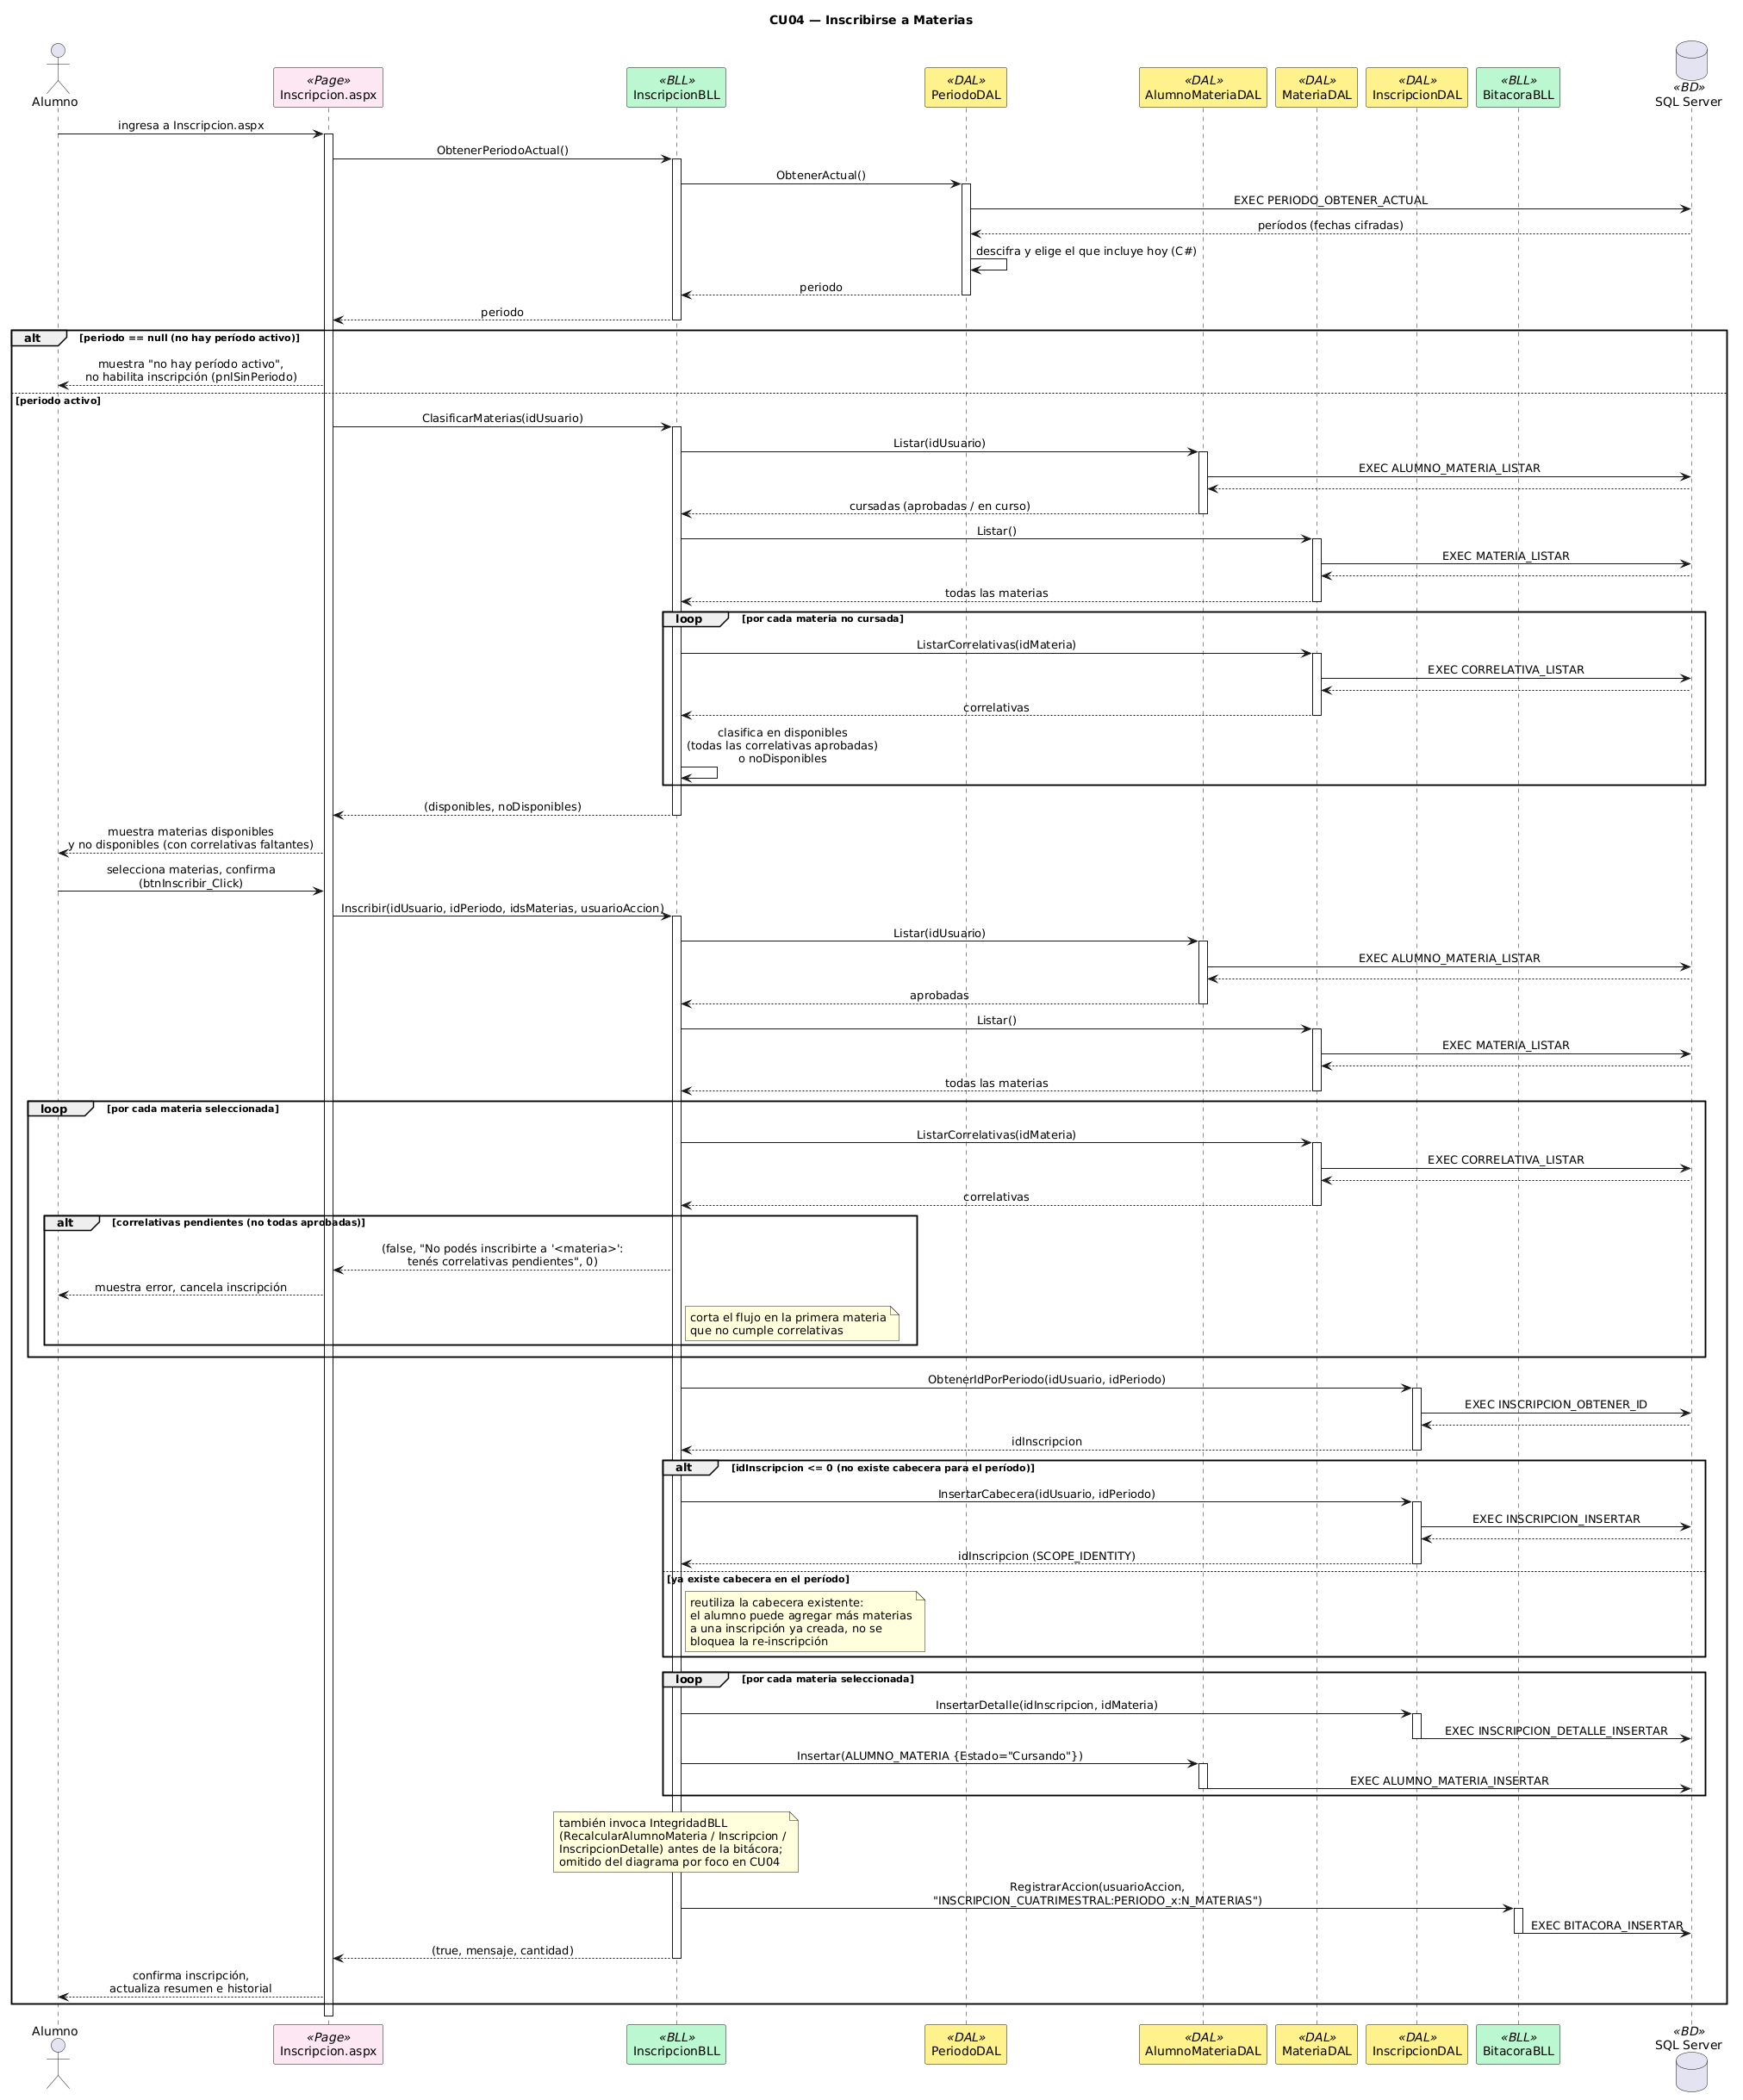 CU04 — Inscribirse a Materias
Alumno
«Page»
Inscripcion.aspx
«BLL»
InscripcionBLL
«DAL»
PeriodoDAL
«DAL»
AlumnoMateriaDAL
«DAL»
MateriaDAL
«DAL»
InscripcionDAL
«BLL»
BitacoraBLL
«BD»
SQL Server
ingresa a Inscripcion.aspx
ObtenerPeriodoActual()
ObtenerActual()
EXEC PERIODO_OBTENER_ACTUAL
períodos (fechas cifradas)
descifra y elige el que incluye hoy (C#)
periodo
periodo
alt [periodo == null (no hay período activo)]
muestra "no hay período activo",
no habilita inscripción (pnlSinPeriodo)
[periodo activo]
ClasificarMaterias(idUsuario)
Listar(idUsuario)
EXEC ALUMNO_MATERIA_LISTAR
cursadas (aprobadas / en curso)
Listar()
EXEC MATERIA_LISTAR
todas las materias
loop [por cada materia no cursada]
ListarCorrelativas(idMateria)
EXEC CORRELATIVA_LISTAR
correlativas
clasifica en disponibles
(todas las correlativas aprobadas)
o noDisponibles
(disponibles, noDisponibles)
muestra materias disponibles
y no disponibles (con correlativas faltantes)
selecciona materias, confirma
(btnInscribir_Click)
Inscribir(idUsuario, idPeriodo, idsMaterias, usuarioAccion)
Listar(idUsuario)
EXEC ALUMNO_MATERIA_LISTAR
aprobadas
Listar()
EXEC MATERIA_LISTAR
todas las materias
loop [por cada materia seleccionada]
ListarCorrelativas(idMateria)
EXEC CORRELATIVA_LISTAR
correlativas
alt [correlativas pendientes (no todas aprobadas)]
(false, "No podés inscribirte a '<materia>':
tenés correlativas pendientes", 0)
muestra error, cancela inscripción
corta el flujo en la primera materia
que no cumple correlativas
ObtenerIdPorPeriodo(idUsuario, idPeriodo)
EXEC INSCRIPCION_OBTENER_ID
idInscripcion
alt [idInscripcion <= 0 (no existe cabecera para el período)]
InsertarCabecera(idUsuario, idPeriodo)
EXEC INSCRIPCION_INSERTAR
idInscripcion (SCOPE_IDENTITY)
[ya existe cabecera en el período]
reutiliza la cabecera existente:
el alumno puede agregar más materias
a una inscripción ya creada, no se
bloquea la re-inscripción
loop [por cada materia seleccionada]
InsertarDetalle(idInscripcion, idMateria)
EXEC INSCRIPCION_DETALLE_INSERTAR
Insertar(ALUMNO_MATERIA {Estado="Cursando"})
EXEC ALUMNO_MATERIA_INSERTAR
también invoca IntegridadBLL
(RecalcularAlumnoMateria / Inscripcion /
InscripcionDetalle) antes de la bitácora;
omitido del diagrama por foco en CU04
RegistrarAccion(usuarioAccion,
"INSCRIPCION_CUATRIMESTRAL:PERIODO_x:N_MATERIAS")
EXEC BITACORA_INSERTAR
(true, mensaje, cantidad)
confirma inscripción,
actualiza resumen e historial
Alumno
«Page»
Inscripcion.aspx
«BLL»
InscripcionBLL
«DAL»
PeriodoDAL
«DAL»
AlumnoMateriaDAL
«DAL»
MateriaDAL
«DAL»
InscripcionDAL
«BLL»
BitacoraBLL
«BD»
SQL Server